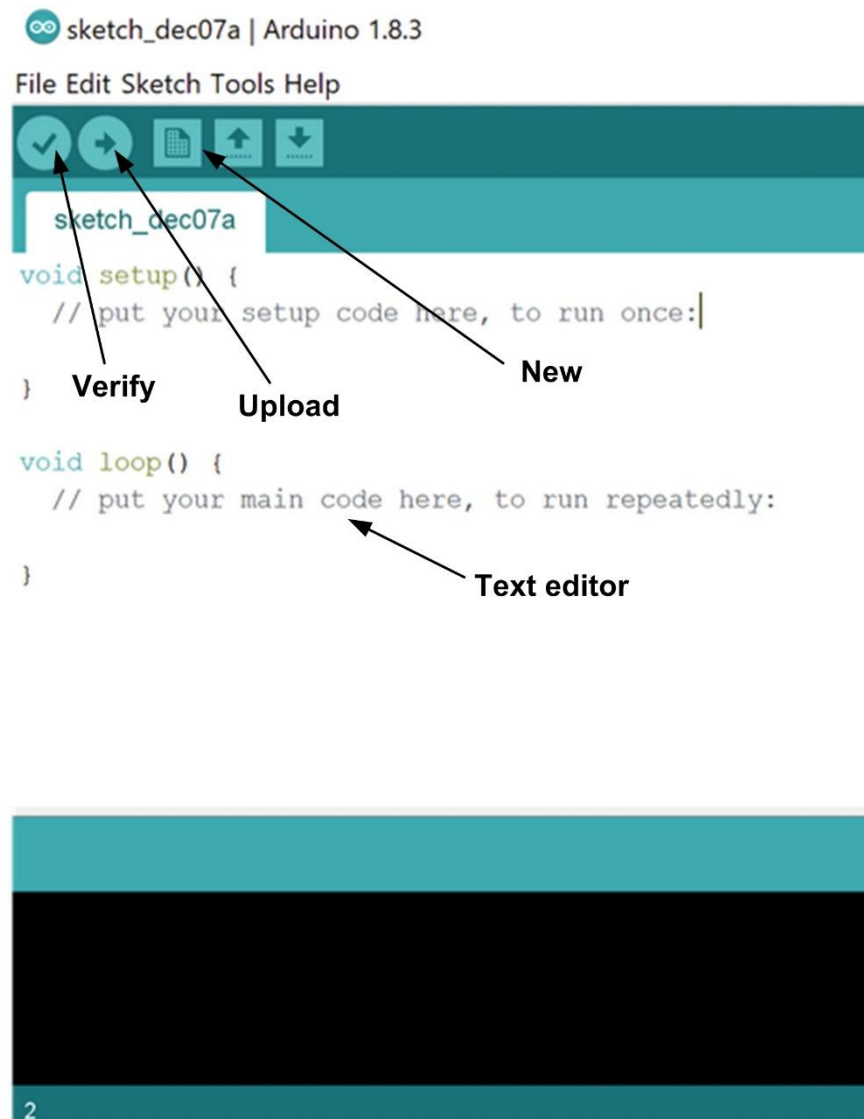 sketch_dec07a | Arduino 1.8.3
File Edit Sketch Tools Help
sketch_dec07a
void setup() {
// put your setup code here, to run once:
}
Verify
Upload
New
void loop() {
// put your main code here, to run repeatedly:
}
Text editor
2